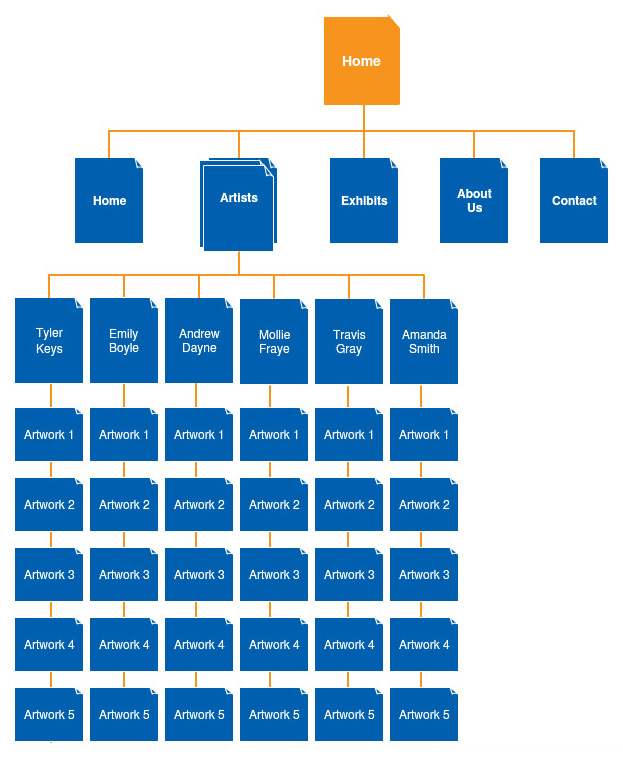 Home
Home
Artists
Exhibits
About
Us
Contact
Tyler
Keys
Emily
Boyle
Andrew
Dayne
Mollie
Fraye
Travis
Gray
Amanda
Smith
Artwork 1
Artwork 1
Artwork 1
Artwork 1
Artwork 1
Artwork 1
Artwork 2
Artwork 2
Artwork 2
Artwork 2
Artwork 2
Artwork 2
Artwork 3
Artwork 3
Artwork 3
Artwork 3
Artwork 3
Artwork 3
Artwork 4
Artwork 4
Artwork 4
Artwork 4
Artwork 4
Artwork 4
Artwork 5
Artwork 5
Artwork 5
Artwork 5
Artwork 5
Artwork 5